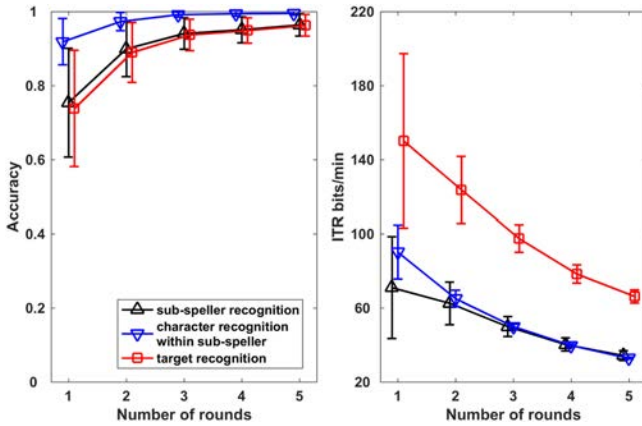 1
0.8
0.6
0.4
0.2
0
Accuracy
sub-speller recognition
character recognition
within sub-speller
target recognition
1 2 3 4 5
Number of rounds
220
180
140
100
60
20
ITR bits/min
1 2 3 4 5
Number of rounds